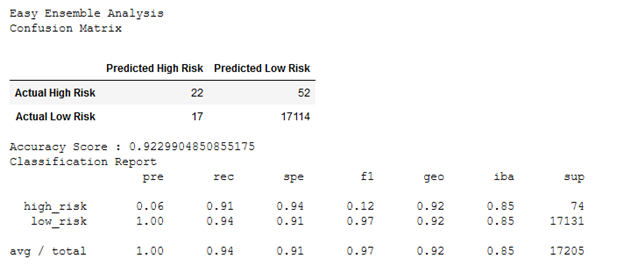 Easy Ensemble Analysis
Confusion Matrix
Predicted High Risk Predicted Low Risk
Actual High Risk 22 52
Actual Low Risk 17 17114
Accuracy Score : 0.9229904850855175
Classification Report
pre rec spe f1 geo iba sup
high_risk 0.06 0.91 0.94 0.12 0.92 0.85 74
low_risk 1.00 0.94 0.91 0.97 0.92 0.85 17131
avg / total 1.00 0.94 0.91 0.97 0.92 0.85 17205